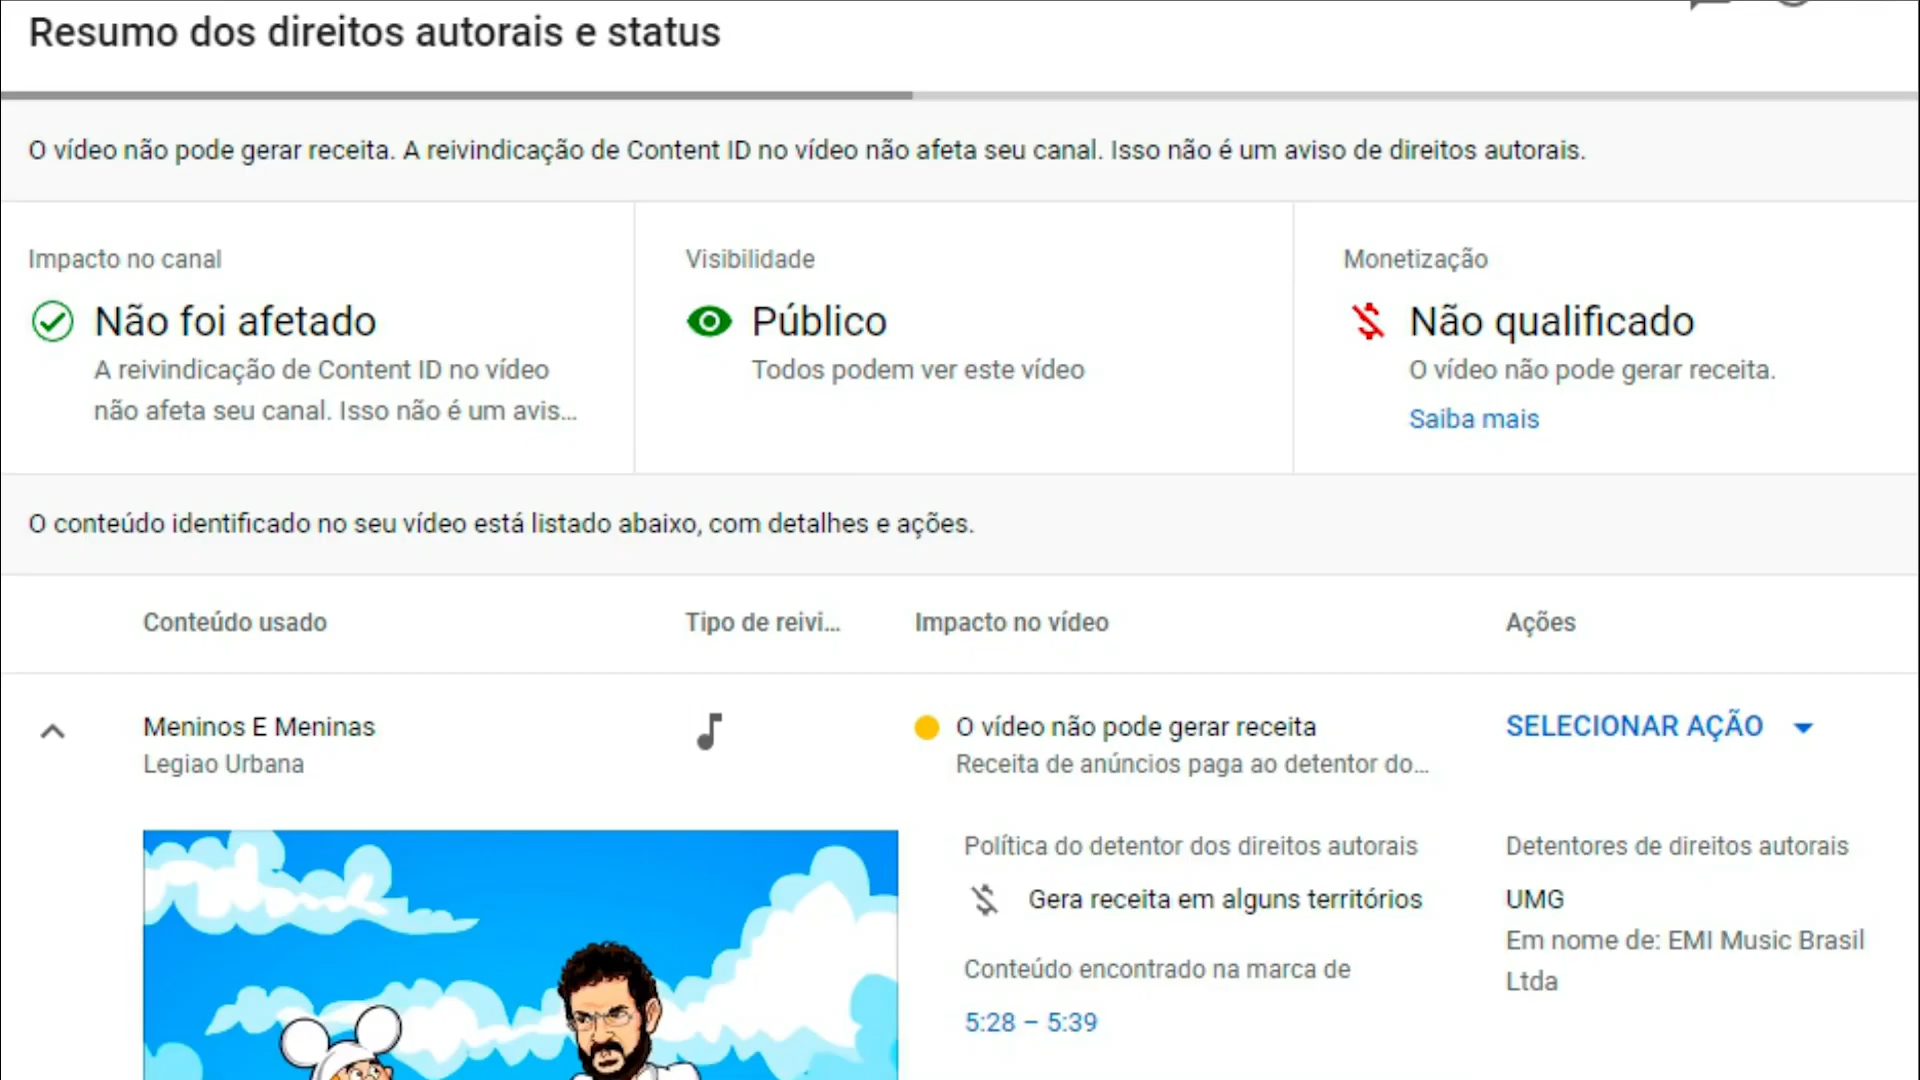 Resumo dos direitos autorais e status
O vídeo não pode gerar receita. A reivindicação de Content ID no vídeo não afeta seu canal. Isso não é um aviso de direitos autorais.
Impacto no canal
Não foi afetado
A reivindicação de Content ID no vídeo
não afeta seu canal. Isso não é um avis...
Visibilidade
Público
Todos podem ver este vídeo
Monetização
Não qualificado
O vídeo não pode gerar receita.
Saiba mais
O conteúdo identificado no seu vídeo está listado abaixo, com detalhes e ações.
Conteúdo usado
Tipo de reivi...
Impacto no vídeo
Ações
Meninos E Meninas
Legiao Urbana
O vídeo não pode gerar receita
Receita de anúncios paga ao detentor do...
SELECIONAR AÇÃO
Política do detentor dos direitos autorais
Gera receita em alguns territórios
Conteúdo encontrado na marca de
5:28 – 5:39
Detentores de direitos autorais
UMG
Em nome de: EMI Music Brasil
Ltda